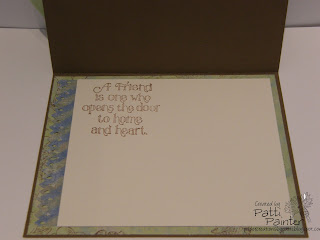 A Friend
is one who
opens the door
to home
and heart.
Created by
Patti
Painter